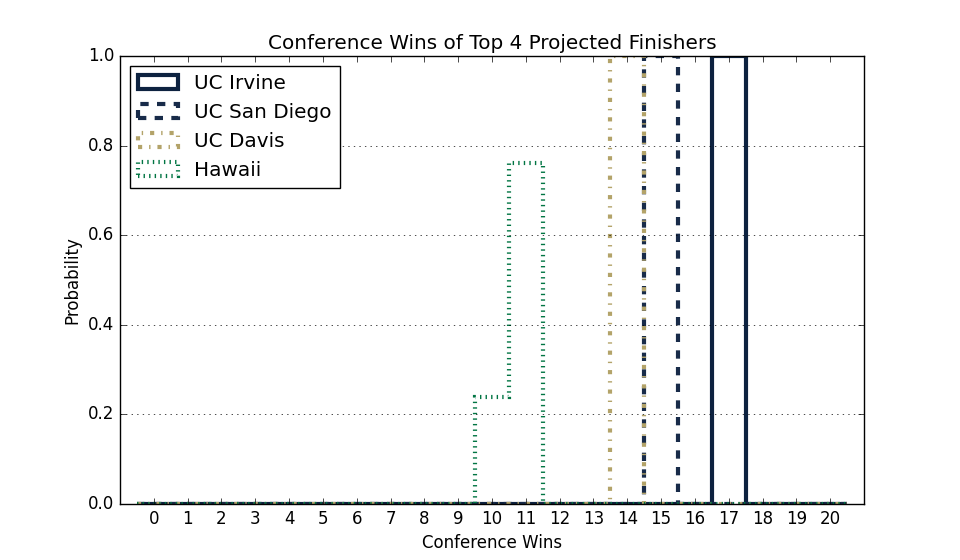 Conference Wins of Top 4 Projected Finishers
1.0
UC Irvine
UC San Diego
UC Davis
Hawaii
0.8
0.6
0.4
0.2
0.0
Probability
0 1 2 3 4 5 6 7 8 9 10 11 12 13 14 15 16 17 18 19 20
Conference Wins